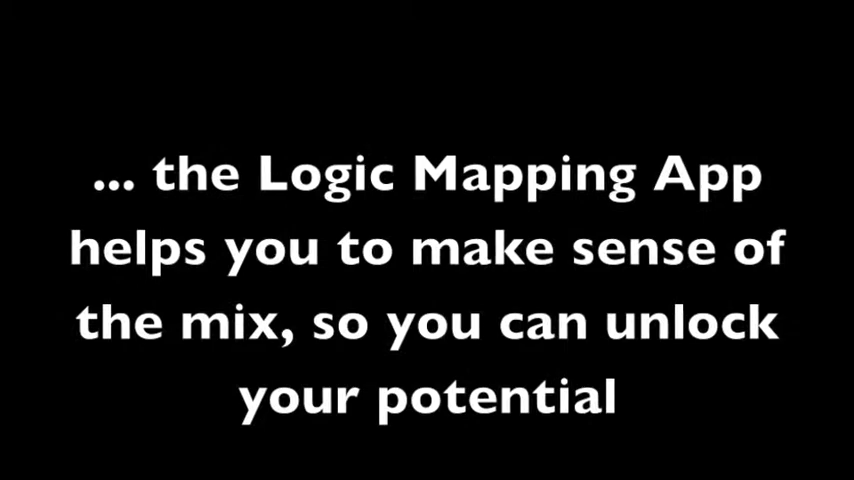 ... the Logic Mapping App
helps you to make sense of
the mix, so you can unlock
your potential